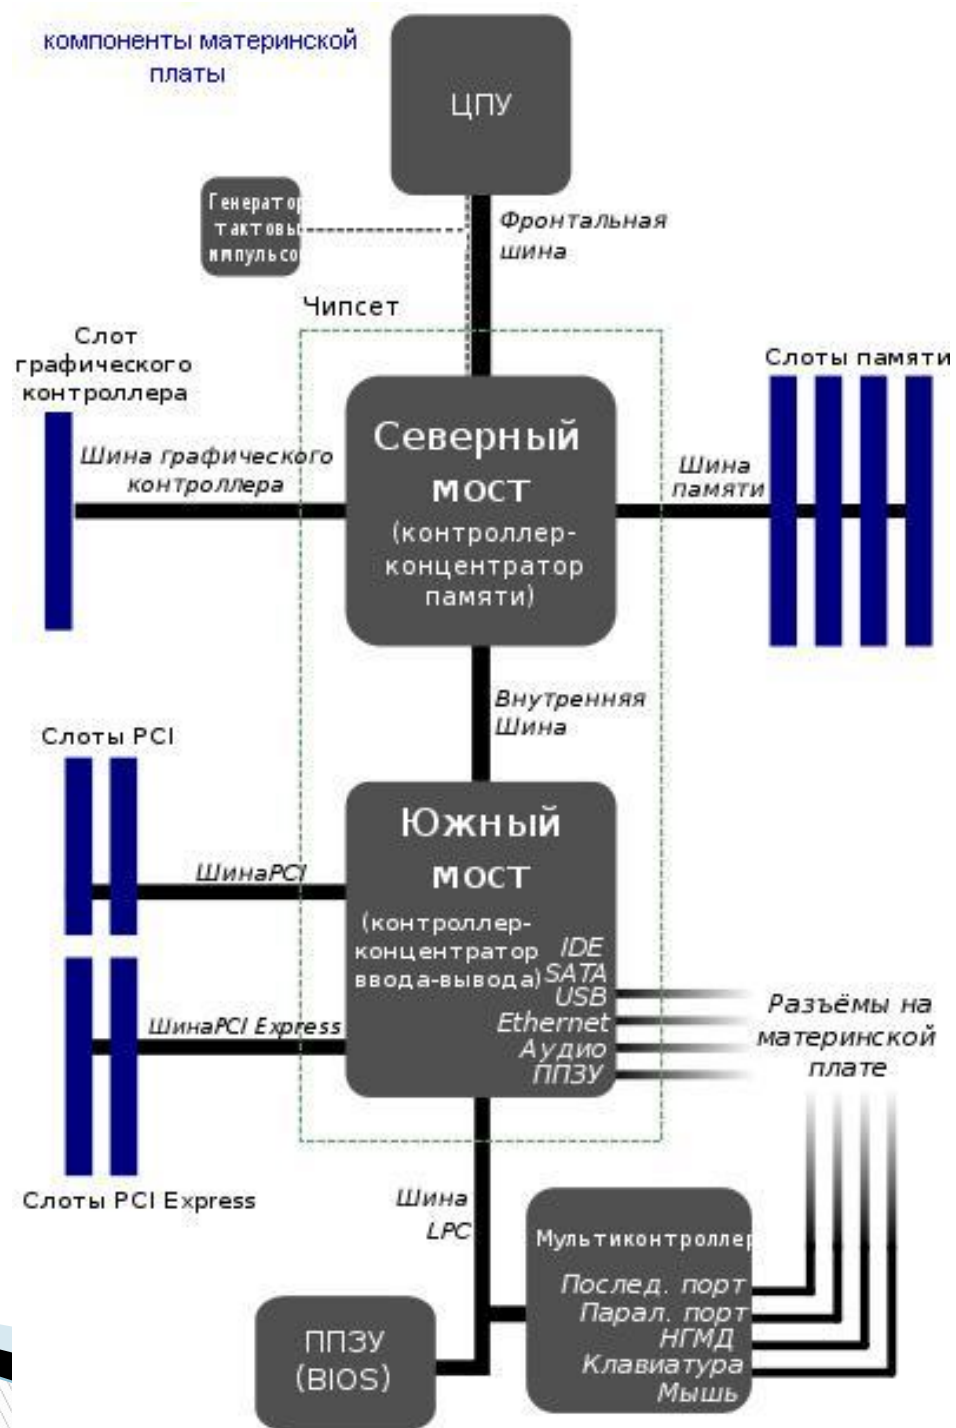 компоненты материнской
платы
ЦПУ
Генератор
тактовы
импульсо
Фронтальная
шина
Чипсет
Слот
графического
контроллера
Слоты памяти
Шина графического
контроллера
Северный
мост
(контроллер-
концентратор
памяти)
Шина
памяти
Внутренняя
Шина
Слоты PCI
Южный
мост
(контроллер-
концентратор
ввода-вывода)
IDE
SATA
USB
Ethernet
Аудио
ППЗУ
ШинаPCI
ШинаPCI Express
Разъёмы на
материнской
плате
Слоты PCI Express
Шина
LPC
Мультиконтроллер
Послед. порт
Парал. порт
НГМД
Клавиатура
Мышь
ППЗУ
(BIOS)